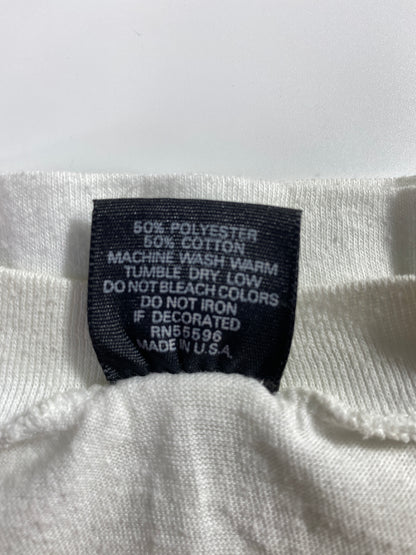 50% POLYESTER
50% COTTON
MACHINE WASH WARM
TUMBLE DRY LOW
DO NOT BLEACH COLORS
DO NOT IRON
IF DECORATED
RN55596
MADE IN U.S.A.